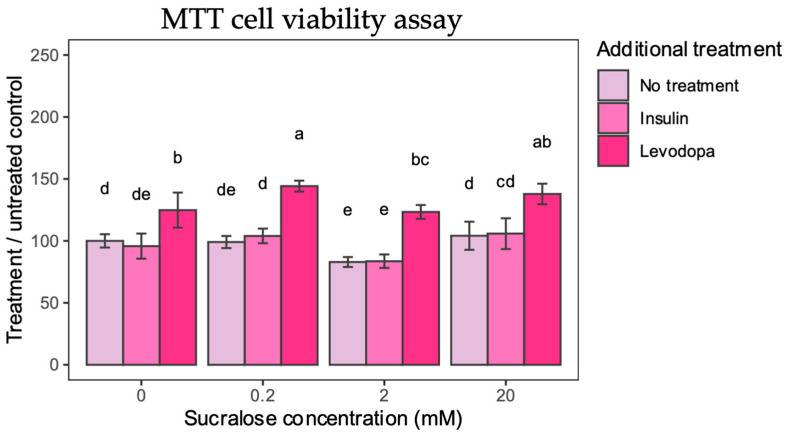 MTT cell viability assay
Treatment / untreated control
250
200
150
100
50
0
d
de
b
de
d
a
e
e
bc
d
cd
ab
0
0.2
2
20
Sucralose concentration (mM)
Additional treatment
No treatment
Insulin
Levodopa